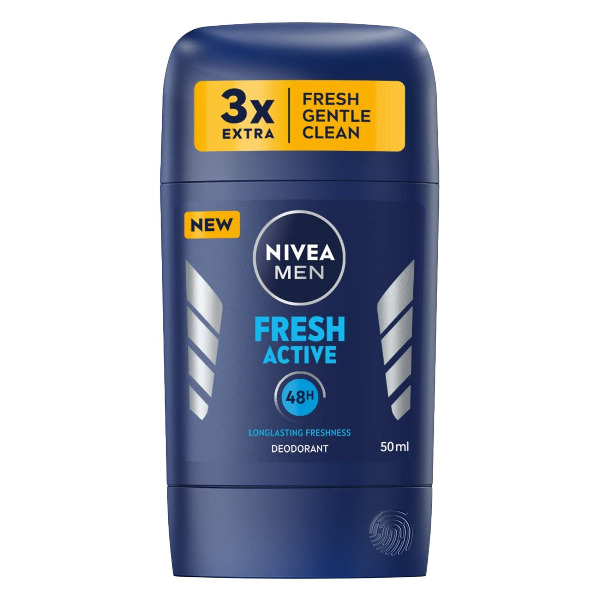 3x
EXTRA
FRESH
GENTLE
CLEAN
NEW
NIVEA
MEN
FRESH
ACTIVE
48H
LONGLASTING FRESHNESS
DEODORANT
50ml